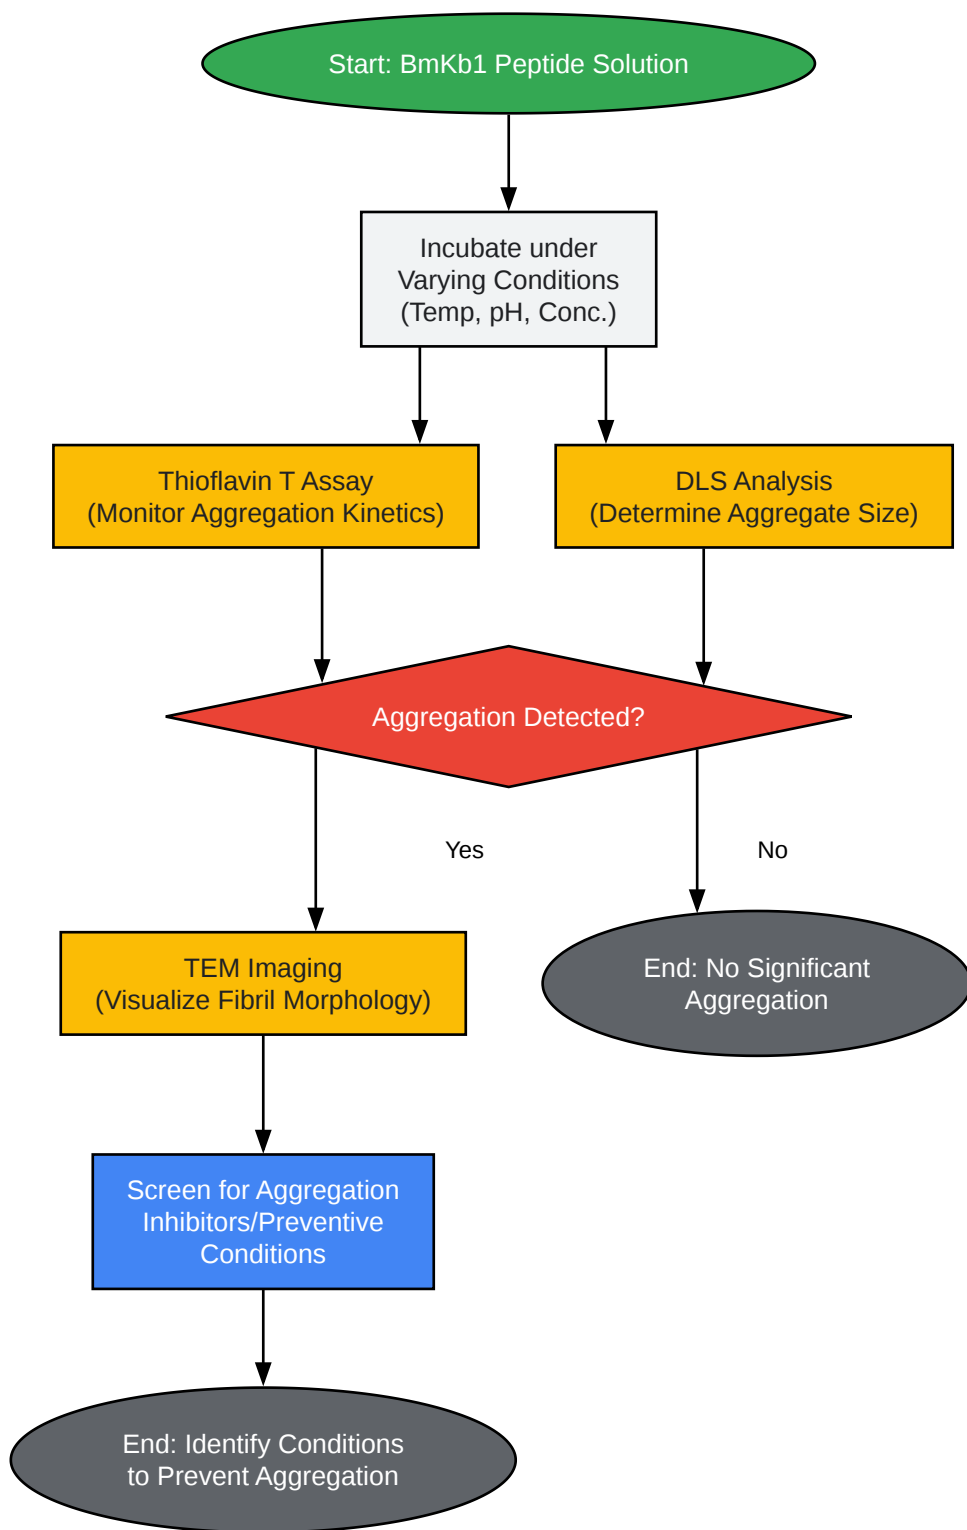 Start: BmKb1 Peptide Solution
Incubate under
Varying Conditions
(Temp, pH, Conc.)
Thioflavin T Assay
(Monitor Aggregation Kinetics)
DLS Analysis
(Determine Aggregate Size)
Aggregation Detected?
Yes
No
TEM Imaging
(Visualize Fibril Morphology)
End: No Significant
Aggregation
Screen for Aggregation
Inhibitors/Preventive
Conditions
End: Identify Conditions
to Prevent Aggregation